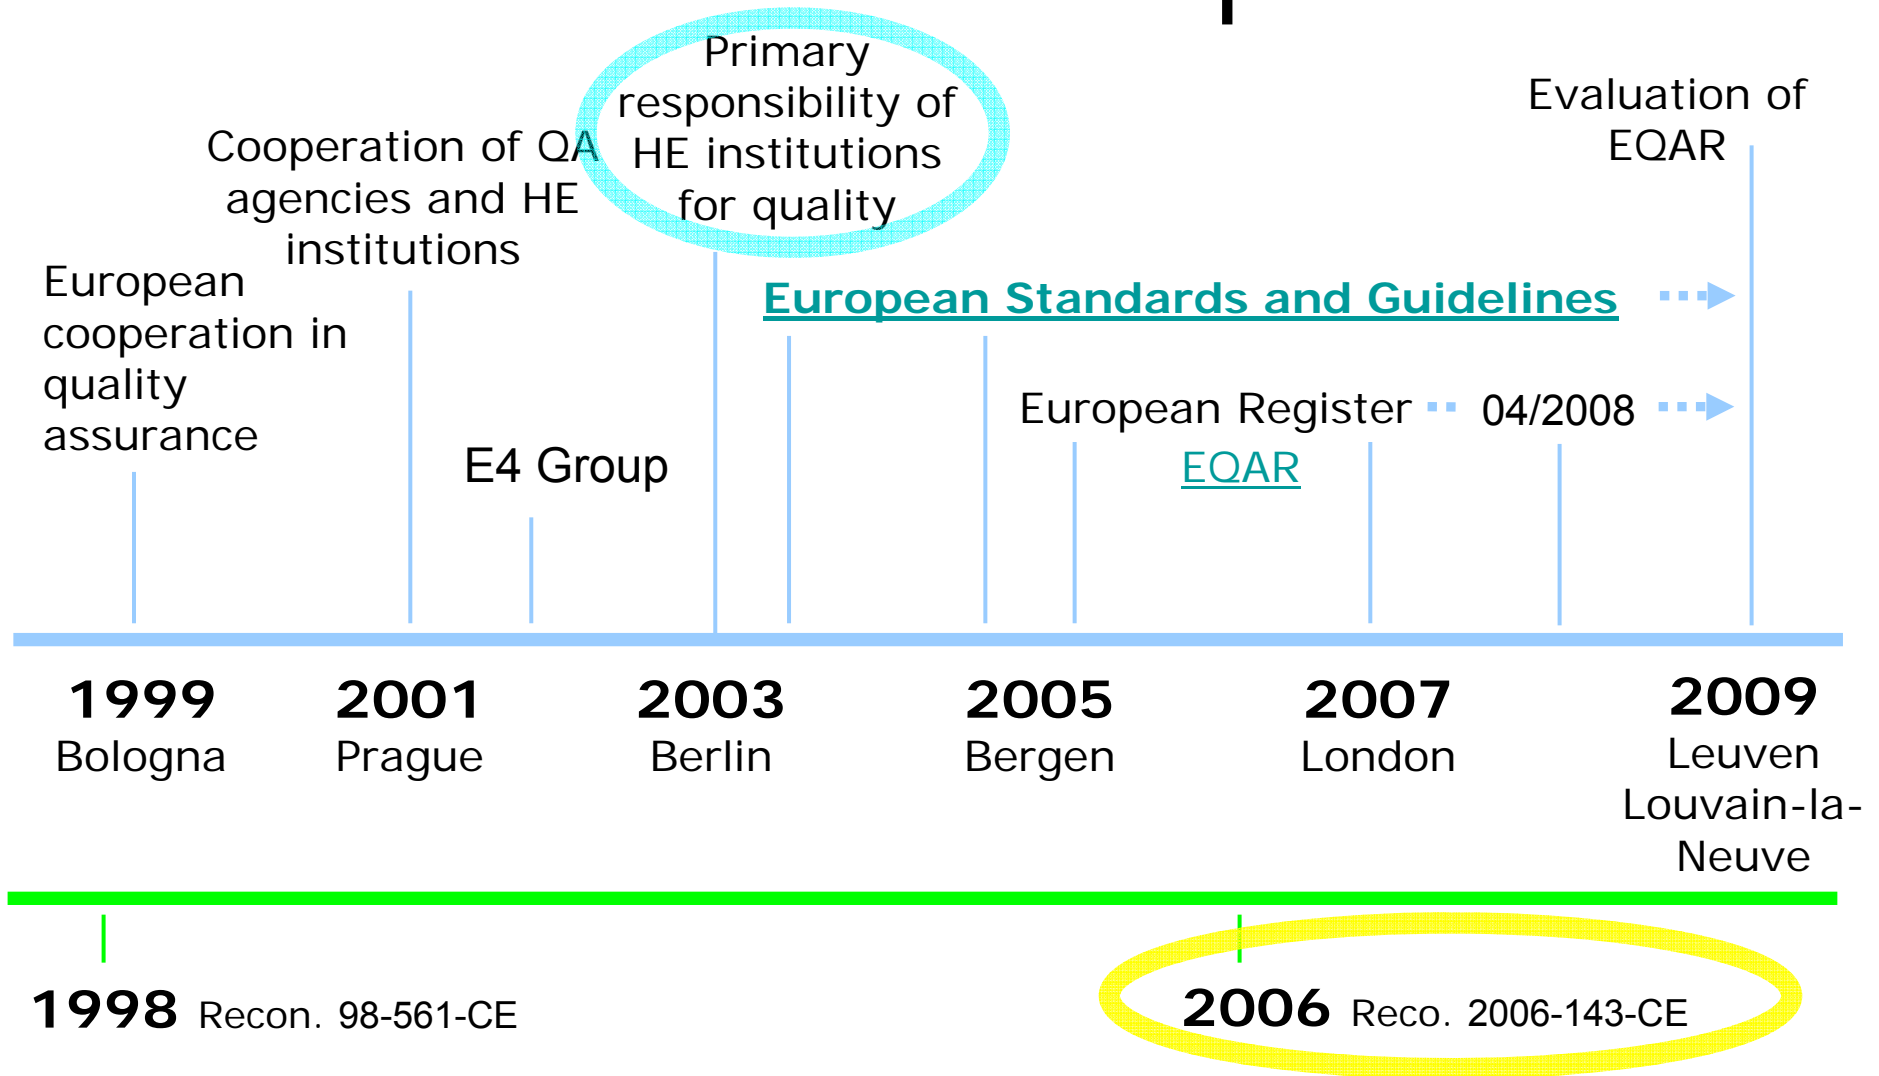 Primary
responsibility of
HE institutions
for quality
Evaluation of
EQAR
Cooperation of QA
agencies and HE
institutions
European
cooperation in
quality
assurance
European Standards and Guidelines
European Register
EQAR
04/2008
E4 Group
1999
Bologna
2001
Prague
2003
Berlin
2005
Bergen
2007
London
2009
Leuven
Louvain-la-
Neuve
1998 Recon. 98-561-CE
2006 Reco. 2006-143-CE